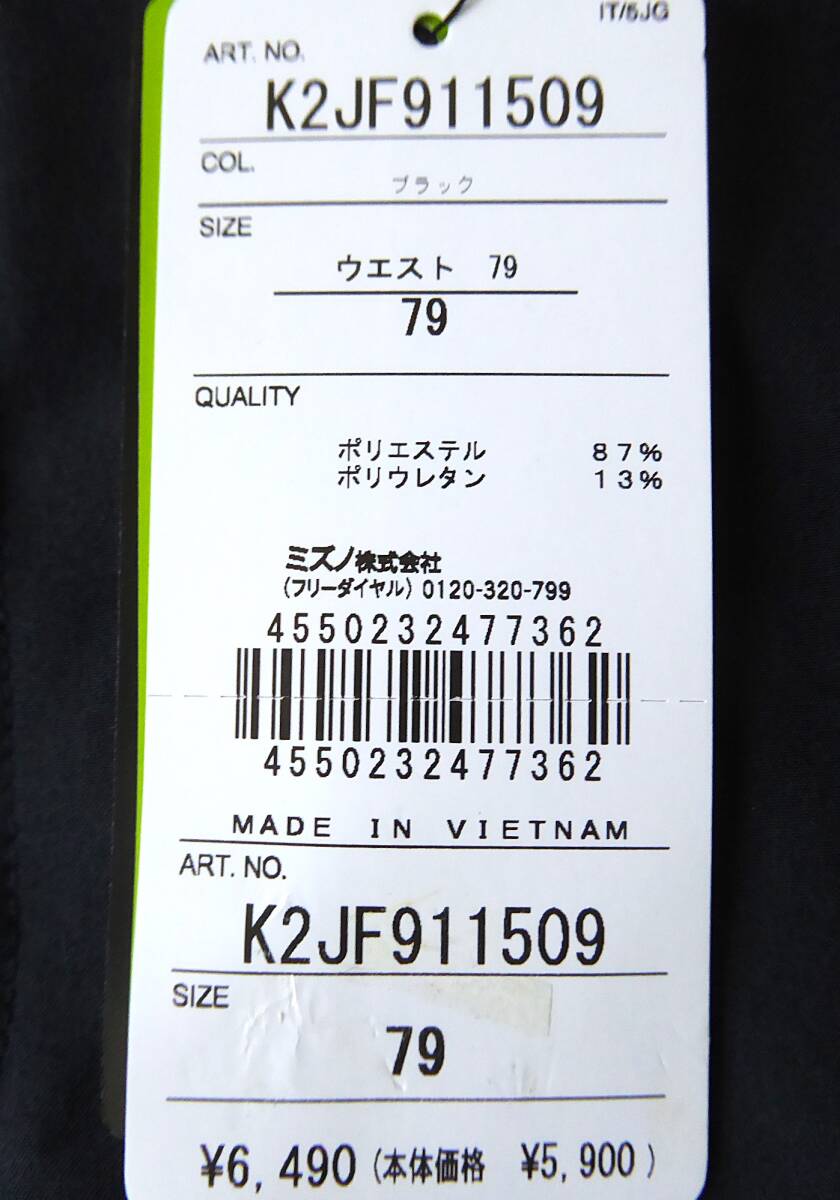 IT/5JG
ART. NO.
K2JF911509
COL.
ブラック
SIZE
ウエスト 79
79
QUALITY
ポリエステル 87%
ポリウレタン 13%
ミズノ株式会社
(フリーダイヤル) 0120-320-799
4550232477362
4550232477362
MADE IN VIETNAM
ART. NO.
K2JF911509
SIZE
79
¥6,490 (本体価格 ¥5,900)